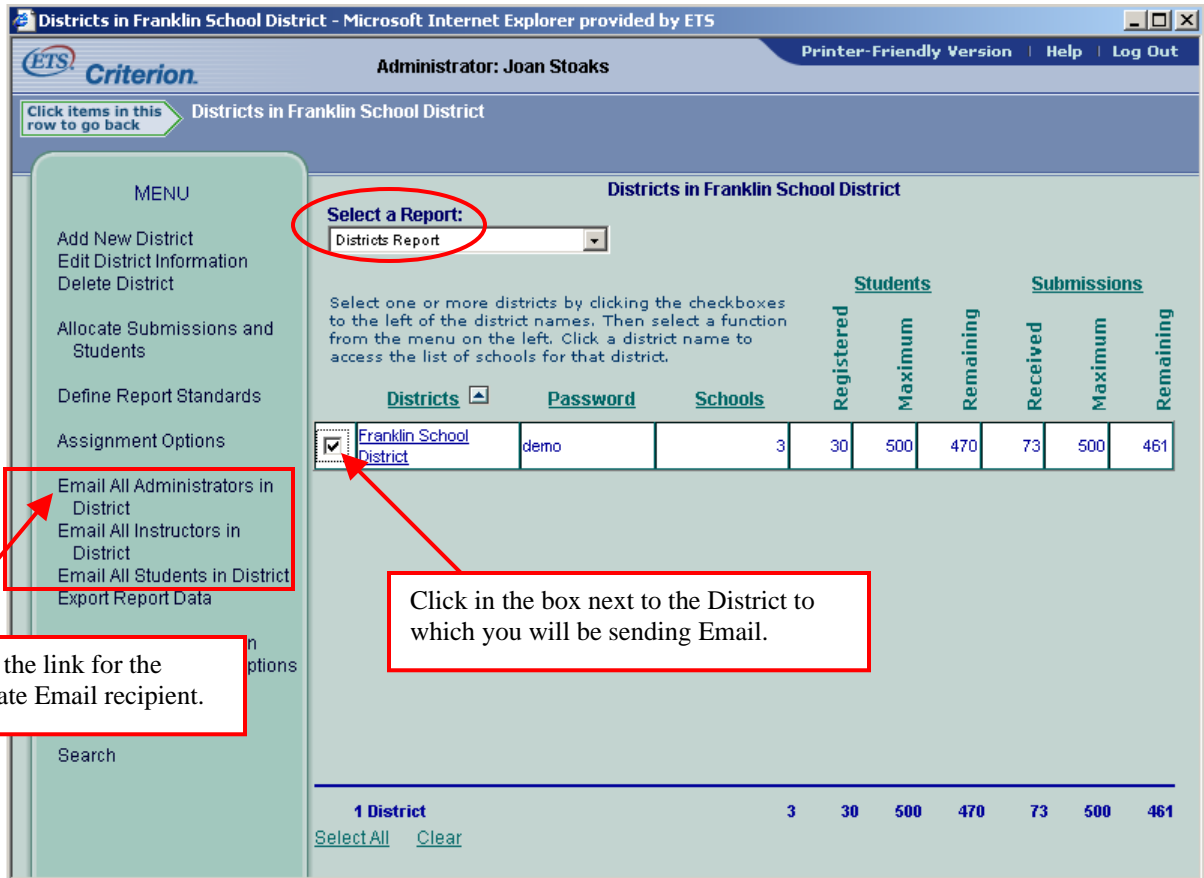 Districts in Franklin School District - Microsoft Internet Explorer provided by ETS
ETS Criterion.
Administrator: Joan Stoaks
Printer-Friendly Version | Help | Log Out
Click items in this
row to go back
Districts in Franklin School District
MENU
Add New District
Edit District Information
Delete District
Allocate Submissions and
Students
Define Report Standards
Assignment Options
Email All Administrators in
District
Email All Instructors in
District
Email All Students in District
Export Report Data
Search
the link for the
Email recipient.
Districts in Franklin School District
Select a Report:
Districts Report
Select one or more districts by clicking the checkboxes
to the left of the district names. Then select a function
from the menu on the left. Click a district name to
access the list of schools for that district.
Students
Submissions
Districts Password Schools Registered Maximum Remaining Received Maximum Remaining
Franklin School
District
demo 3 30 500 470 73 500 461
Click in the box next to the District to
which you will be sending Email.
1 District 3 30 500 470 73 500 461
Select All Clear